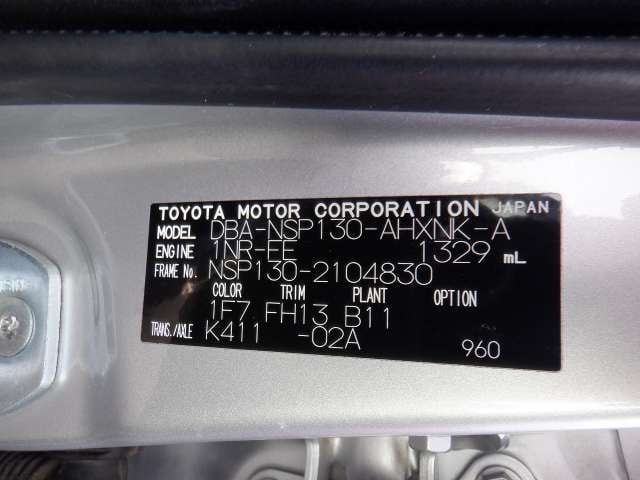 TOYOTA MOTOR CORPORATION JAPAN
MODEL DBA-NSP130-AHXNK-A
ENGINE 1NR-FE 1329 mL
FRAME No. NSP130-2104830
COLOR TRIM PLANT OPTION
1F7 FH13 B11
TRANS./AXLE K411 -02A
960